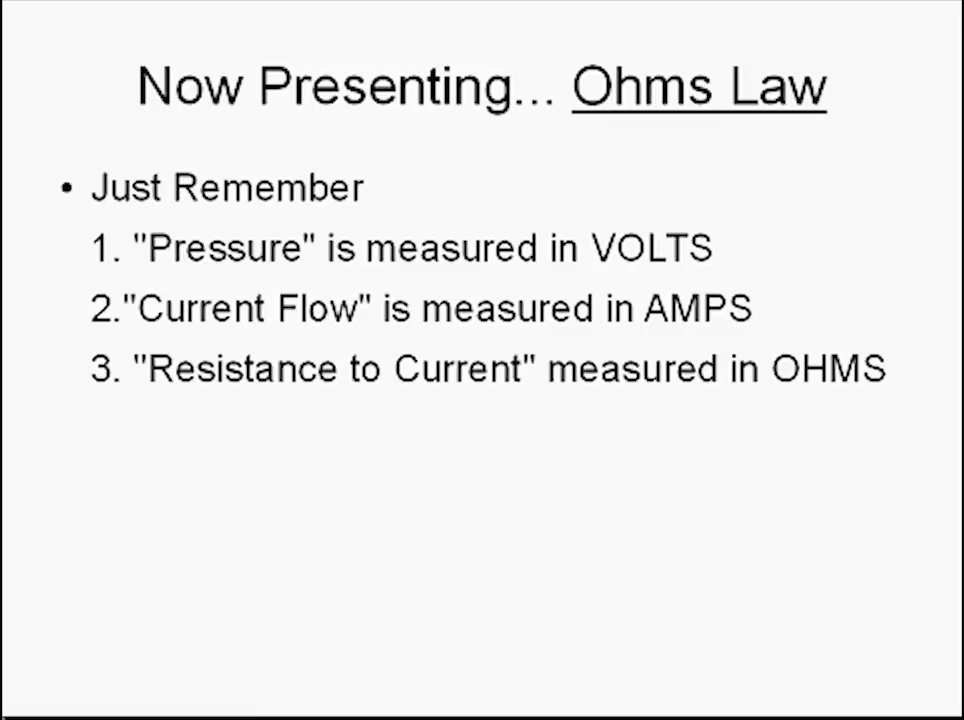 Now Presenting... Ohms Law
• Just Remember
1. "Pressure" is measured in VOLTS
2."Current Flow" is measured in AMPS
3. "Resistance to Current" measured in OHMS